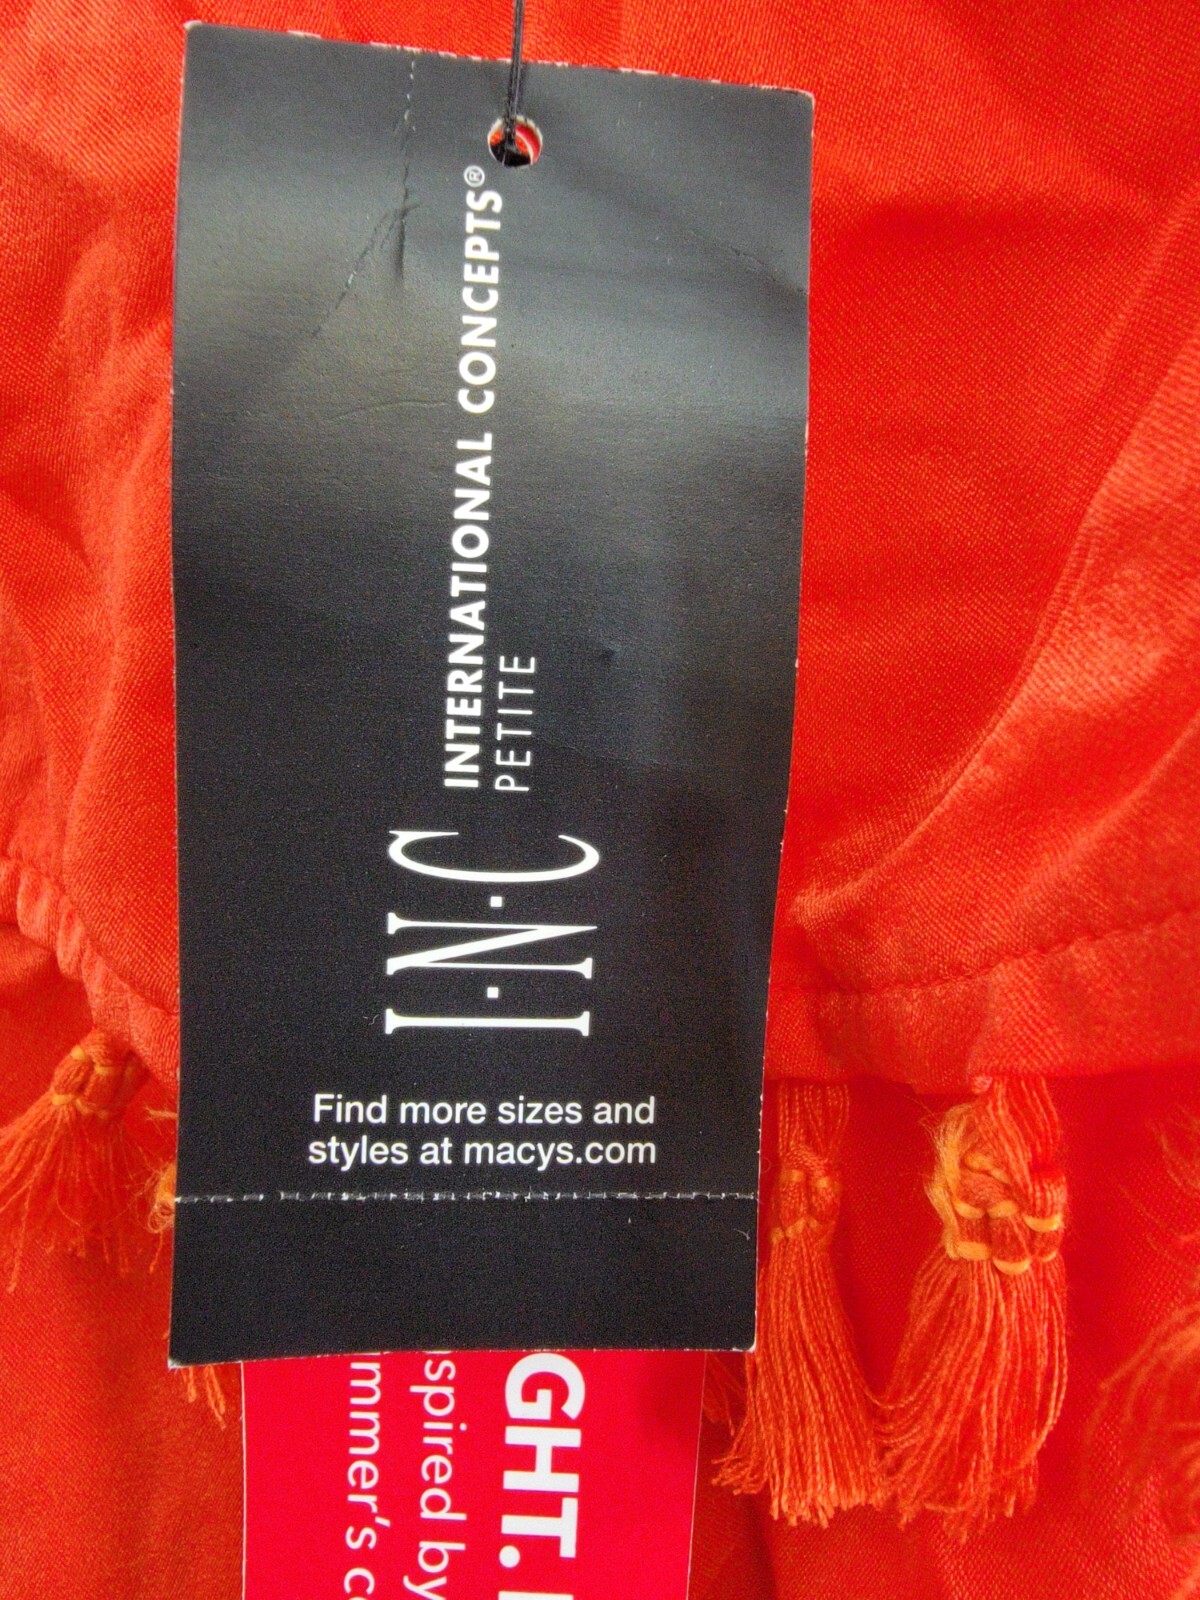 I·N·C INTERNATIONAL CONCEPTS®
PETITE
Find more sizes and
styles at macys.com
GHT.
spired by
mmer's